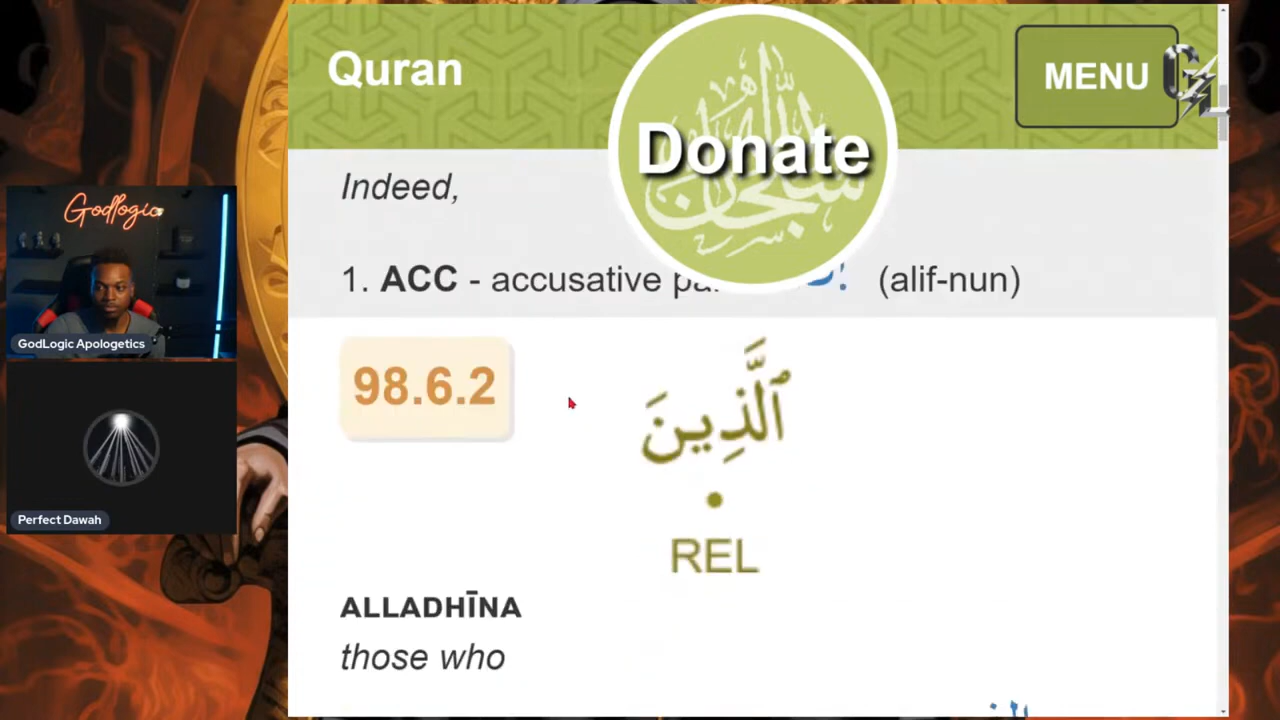 Quran
Donate
MENU
GL
Indeed,
1. ACC - accusative (alif-nun)
98.6.2
ٱلَّذِينَ
REL
ALLADHĪNA
those who
Godlogic
GodLogic Apologetics
Perfect Dawah